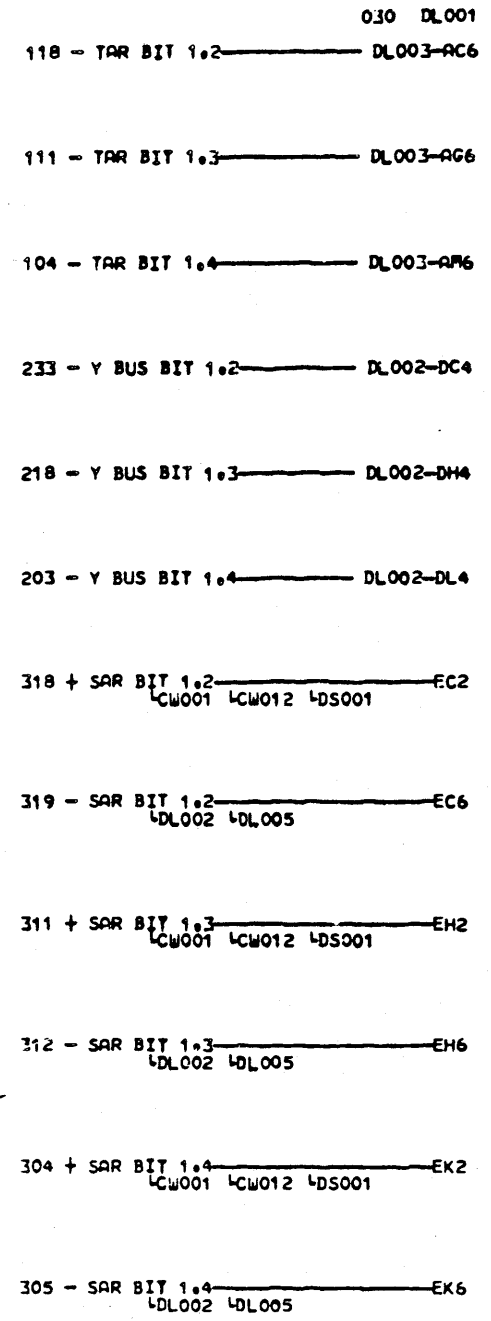 030 DL001
118 - TAR BIT 1.2 DL003-AC6
111 - TAR BIT 1.3 DL003-AG6
104 - TAR BIT 1.4 DL003-AM6
233 - Y BUS BIT 1.2 DL002-DC4
218 - Y BUS BIT 1.3 DL002-DH4
203 - Y BUS BIT 1.4 DL002-DL4
318 + SAR BIT 1.2 EC2
CW001 CW012 DS001
319 - SAR BIT 1.2 EC6
DL002 DL005
311 + SAR BIT 1.3 EH2
CW001 CW012 DS001
312 - SAR BIT 1.3 EH6
DL002 DL005
304 + SAR BIT 1.4 EK2
CW001 CW012 DS001
305 - SAR BIT 1.4 EK6
DL002 DL005